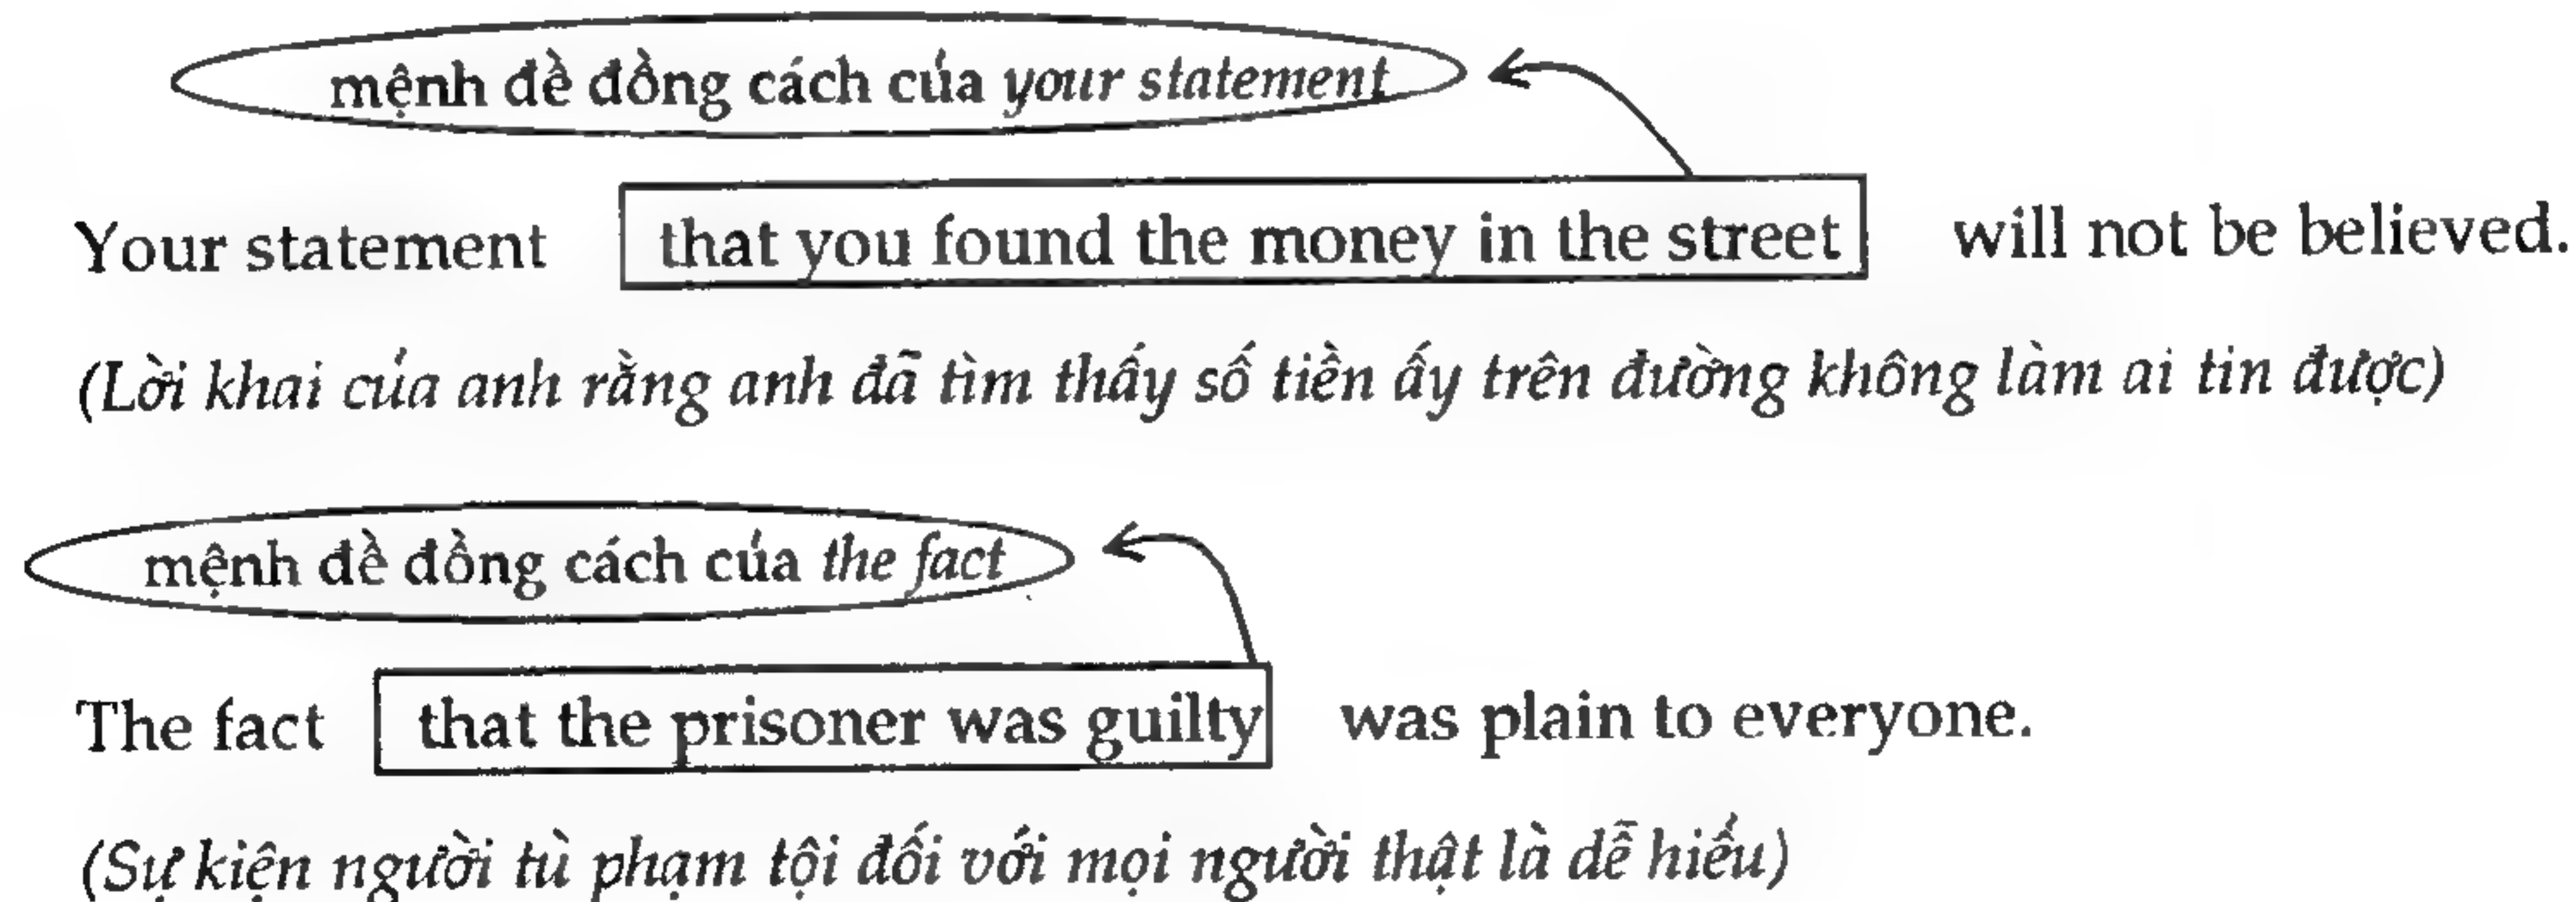 mệnh đề đồng cách của your statement
Your statement that you found the money in the street will not be believed.
(Lời khai của anh rằng anh đã tìm thấy số tiền ấy trên đường không làm ai tin được)
mệnh đề đồng cách của the fact
The fact that the prisoner was guilty was plain to everyone.
(Sự kiện người tù phạm tội đối với mọi người thật là dễ hiểu)